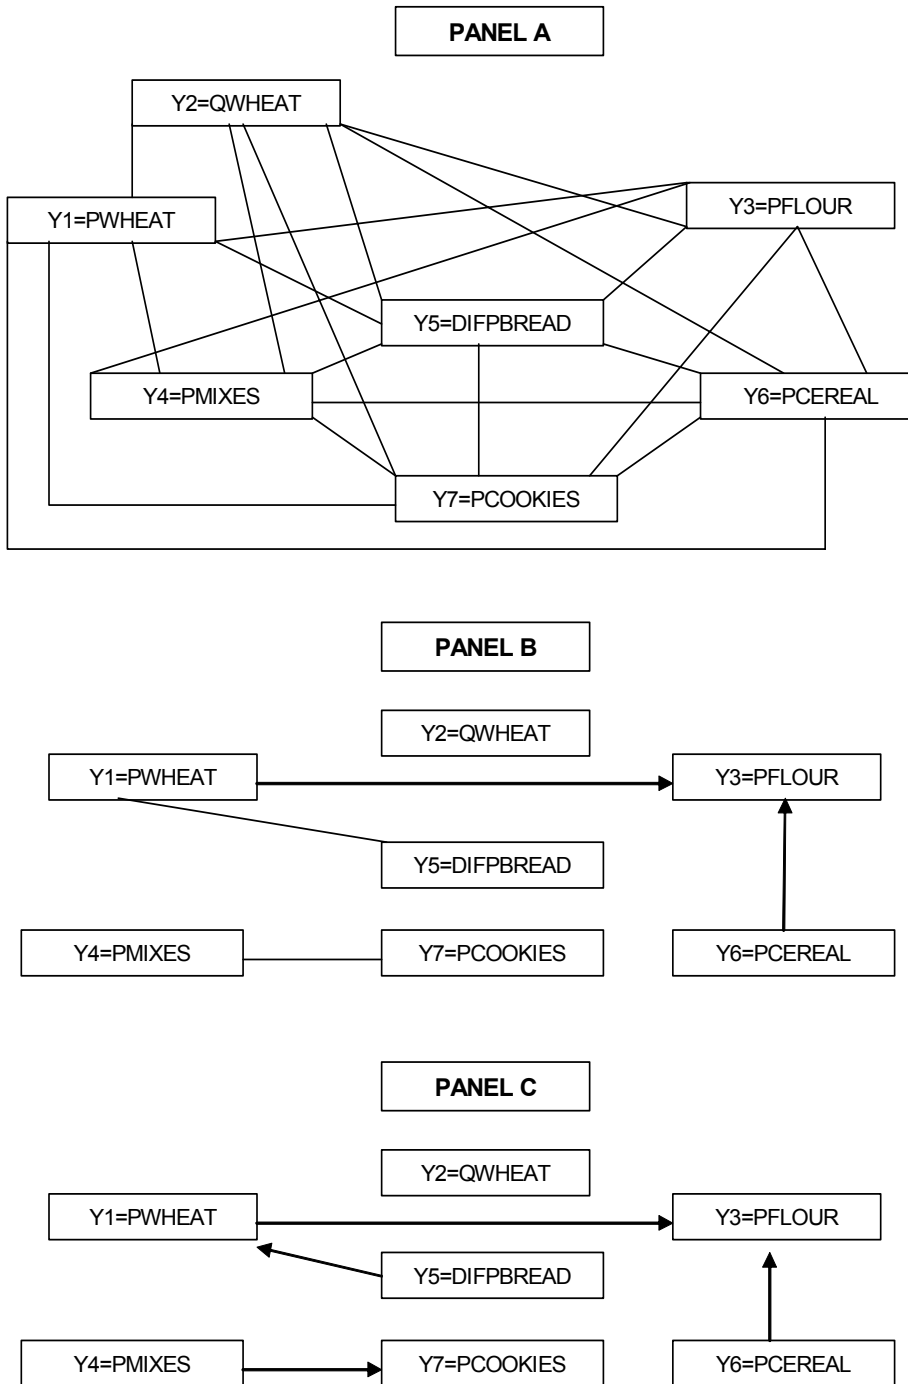 PANEL A
Y2=QWHEAT
Y1=PWHEAT
Y3=PFLOUR
Y5=DIFPBREAD
Y4=PMIXES
Y6=PCEREAL
Y7=PCOOKIES
PANEL B
Y2=QWHEAT
Y1=PWHEAT
Y3=PFLOUR
Y5=DIFPBREAD
Y4=PMIXES
Y7=PCOOKIES
Y6=PCEREAL
PANEL C
Y2=QWHEAT
Y1=PWHEAT
Y3=PFLOUR
Y5=DIFPBREAD
Y4=PMIXES
Y7=PCOOKIES
Y6=PCEREAL